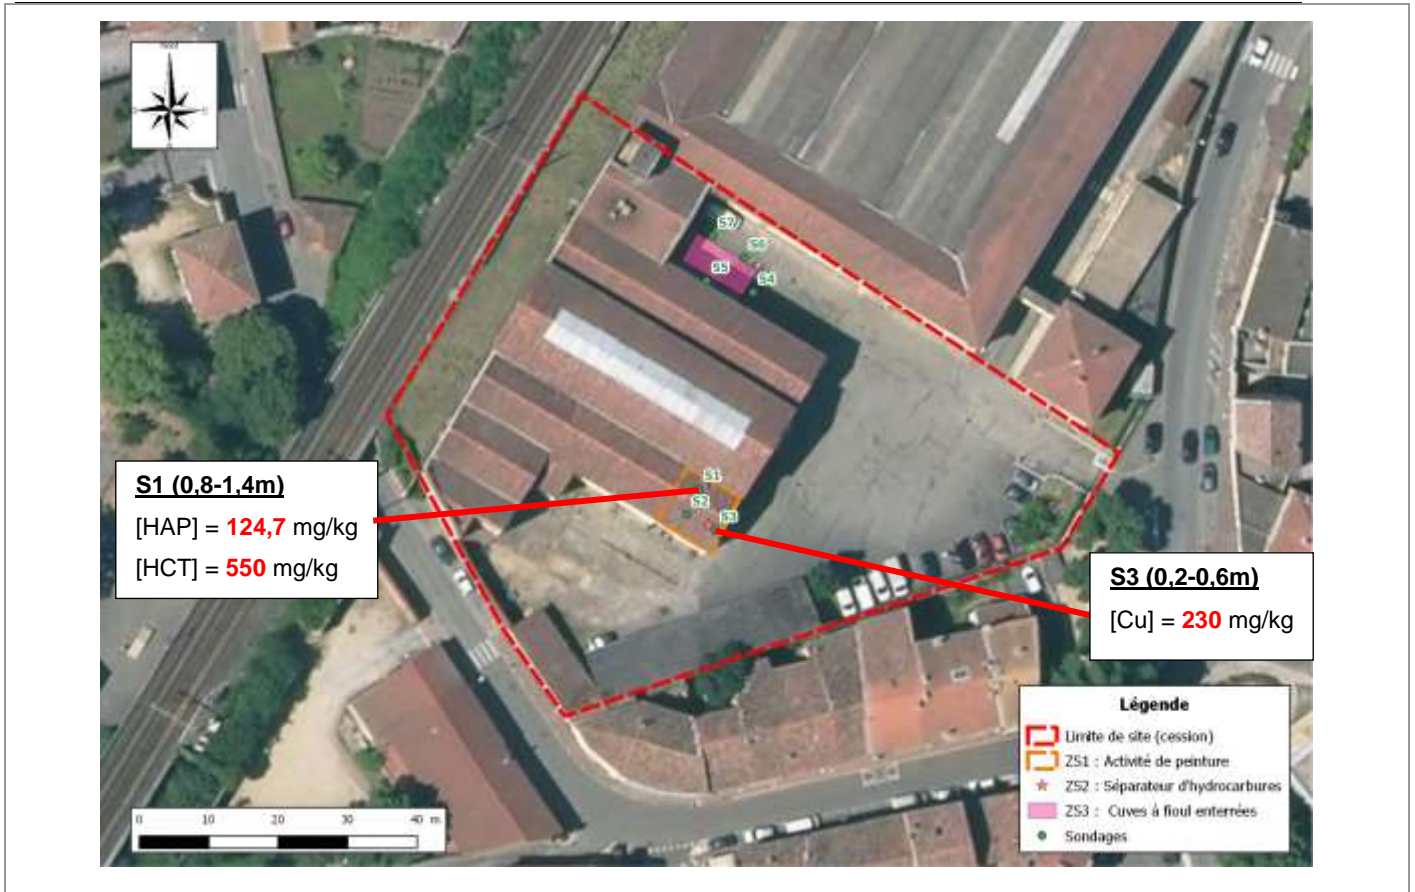 S7
S6
S5
S4
S1
S2
S3
S1 (0,8-1,4m)
[HAP] = 124,7 mg/kg
[HCT] = 550 mg/kg
S3 (0,2-0,6m)
[Cu] = 230 mg/kg
Légende
Limite de site (cession)
ZS1 : Activité de peinture
ZS2 : Séparateur d'hydrocarbures
ZS3 : Cuves à fioul enterrées
Sondages
0 10 20 30 40 m